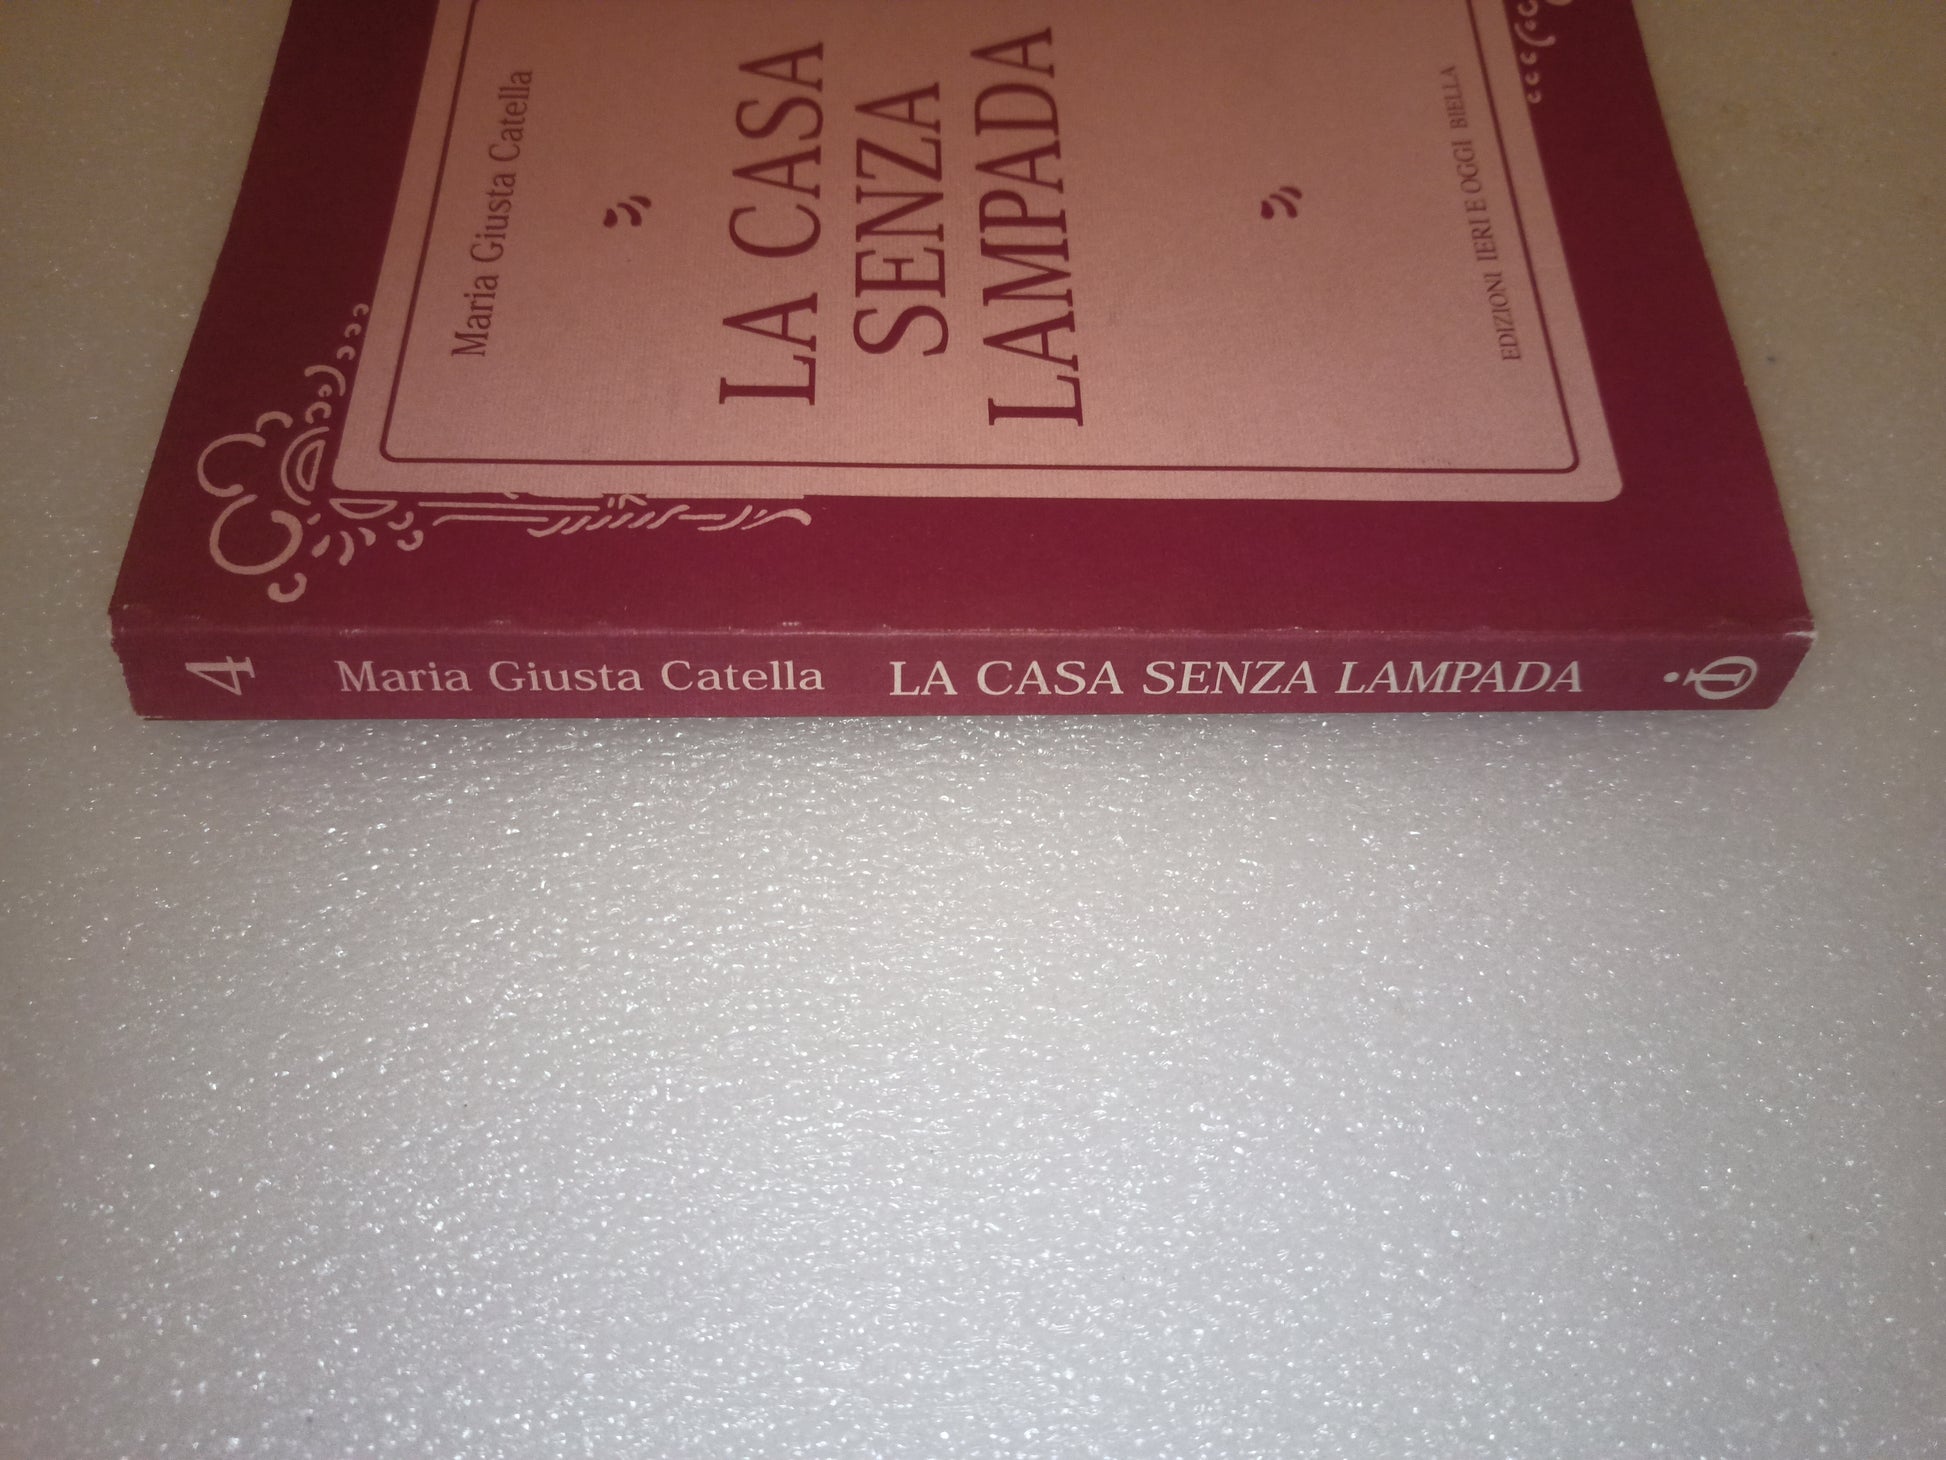 Maria Giusta Catella
LA CASA
SENZA
LAMPADA
EDIZIONI IERI E OGGI BIELLA
4 Maria Giusta Catella LA CASA SENZA LAMPADA